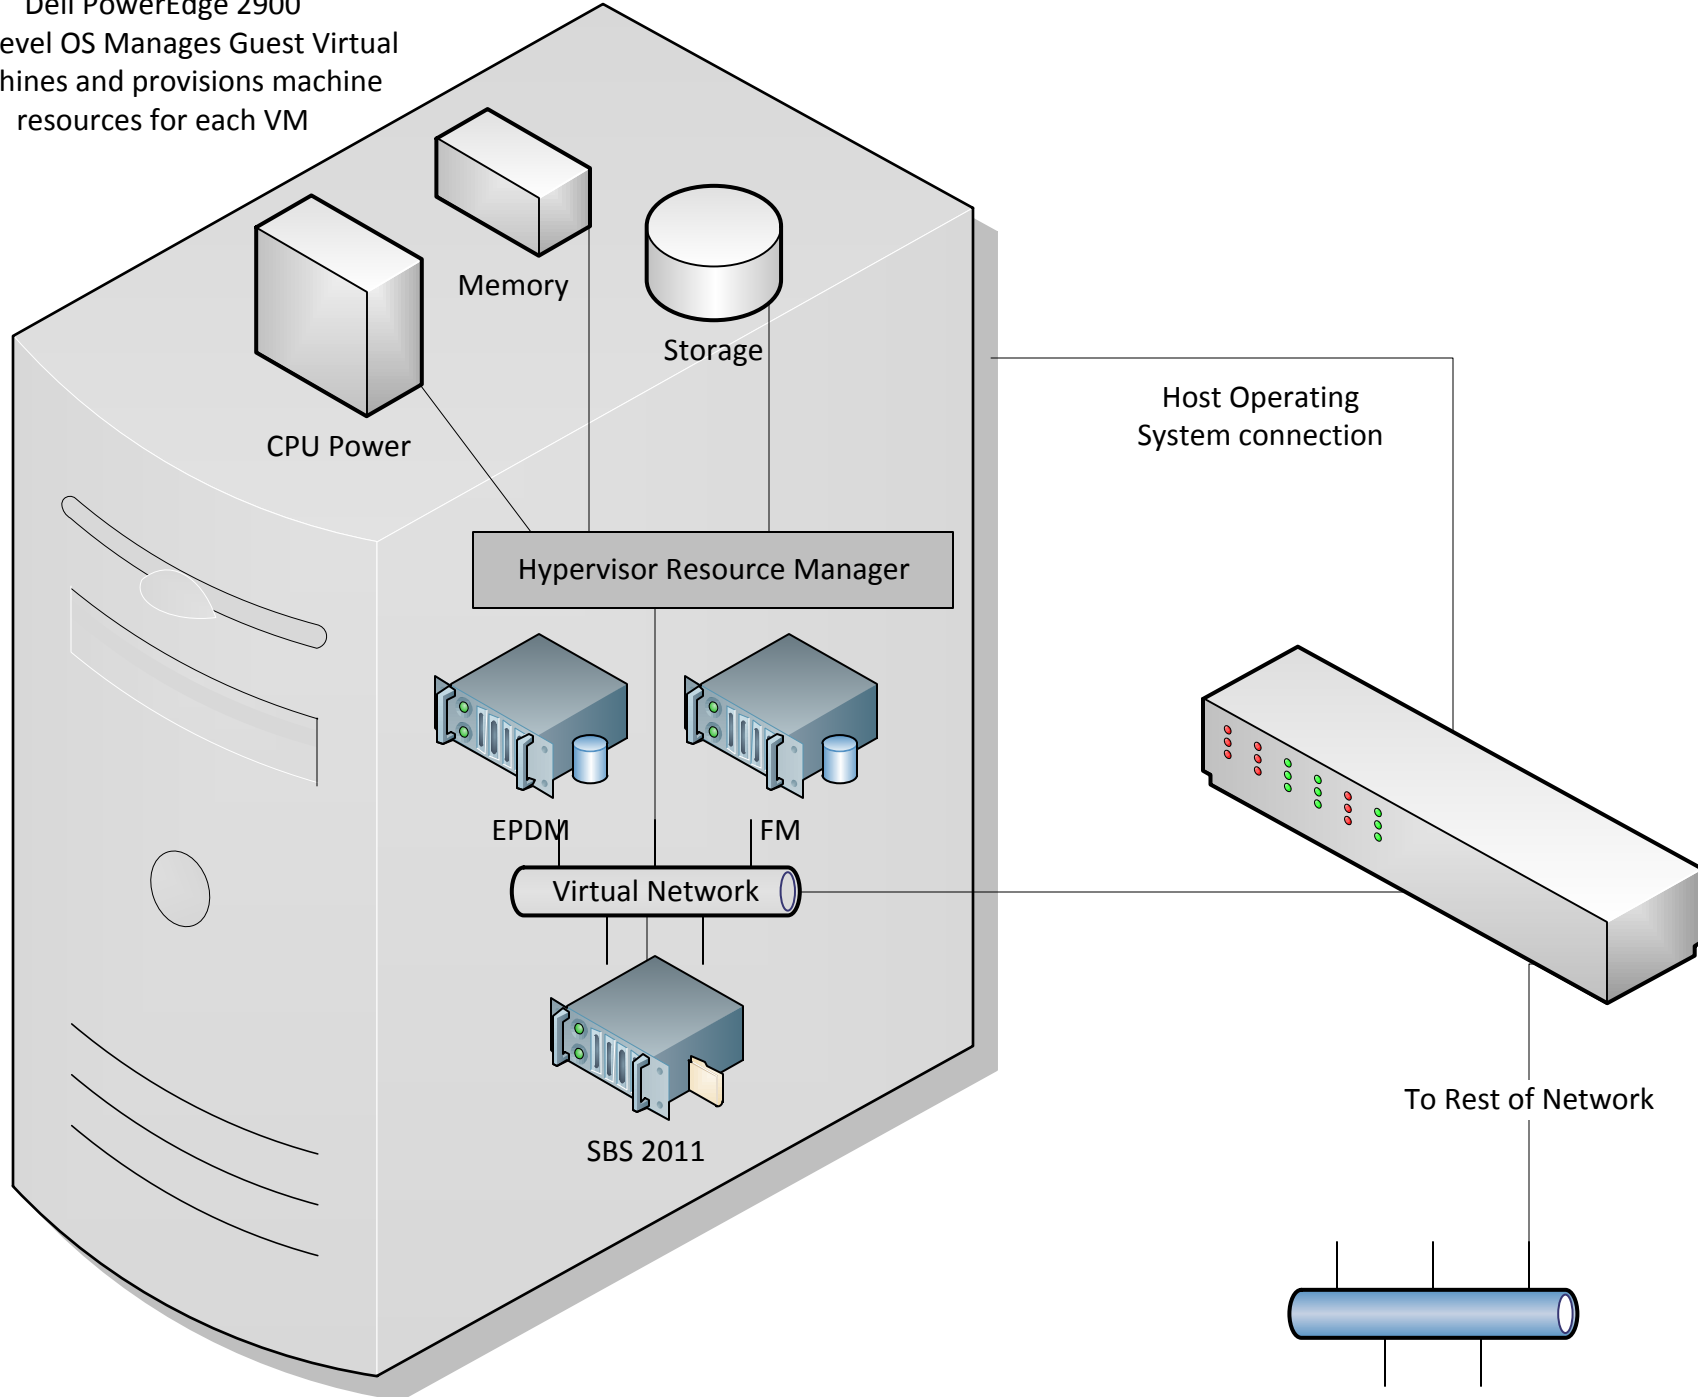 Dell PowerEdge 2900
evel OS Manages Guest Virtual
hines and provisions machine
resources for each VM
Memory
Storage
CPU Power
Host Operating
System connection
Hypervisor Resource Manager
EPDM
FM
Virtual Network
SBS 2011
To Rest of Network